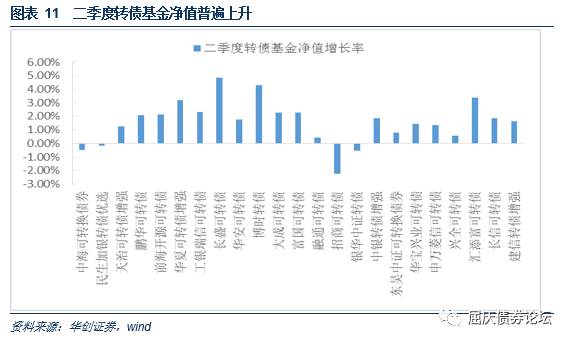 图表 11 二季度转债基金净值普遍上升
二季度转债基金净值增长率
6.00%
5.00%
4.00%
3.00%
2.00%
1.00%
0.00%
-1.00%
-2.00%
-3.00%
中海可转换债券
民生加银转债优选
天治可转债增强
鹏华可转债
前海开源可转债
华夏可转债增强
工银瑞信可转债
长盛可转债
华安可转债
博时转债
大成可转债
富国可转债
融通可转债
招商可转债
银华中证转债
中银转债增强
东吴中证可转换债券
华宝兴业可转债
申万菱信可转债
兴全可转债
汇添富可转债
长信可转债
建信转债增强
资料来源：华创证券，wind
屈庆债券论坛